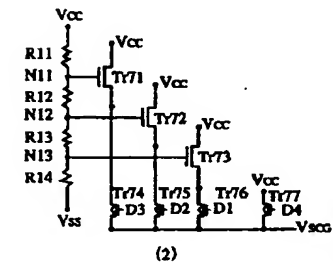 VCC
R11
N11
R12
N12
R13
N13
R14
VSS
VCC
Tr71
VCC
Tr72
VCC
Tr73
Tr74
D3
Tr75
D2
Tr76
D1
VCC
Tr77
D4
VSCG
(2)